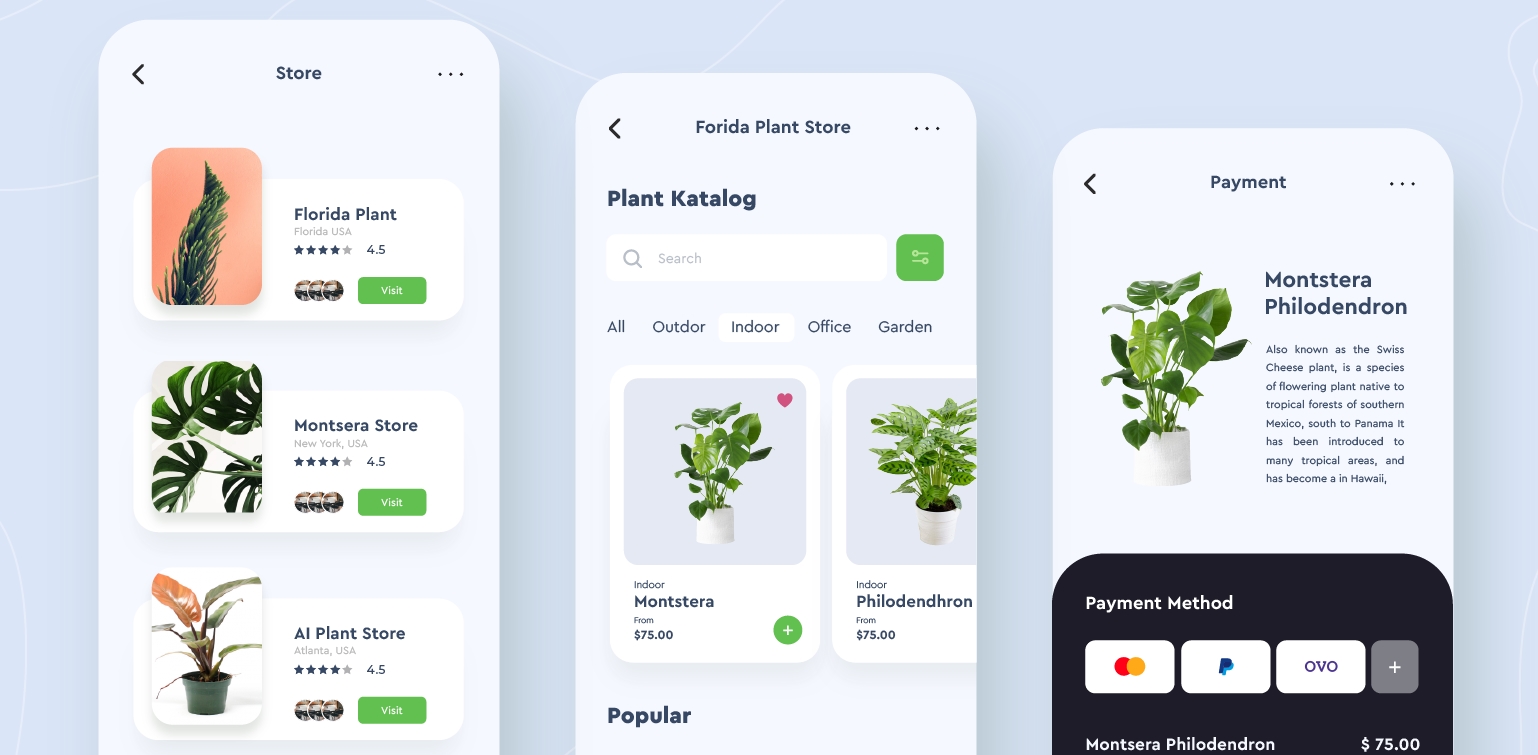 Store
Florida Plant
Florida USA
4.5
Visit
Montsera Store
New York, USA
4.5
Visit
AI Plant Store
Atlanta, USA
4.5
Visit
Forida Plant Store
Plant Katalog
Search
All Outdor Indoor Office Garden
Indoor
Montstera
From
$75.00
Indoor
Philodendhron
From
$75.00
Popular
Payment
Montstera
Philodendron
Also known as the Swiss
Cheese plant, is a species
of flowering plant native to
tropical forests of southern
Mexico, south to Panama It
has been introduced to
many tropical areas, and
has become a in Hawaii,
Payment Method
OVO
Montsera Philodendron $ 75.00